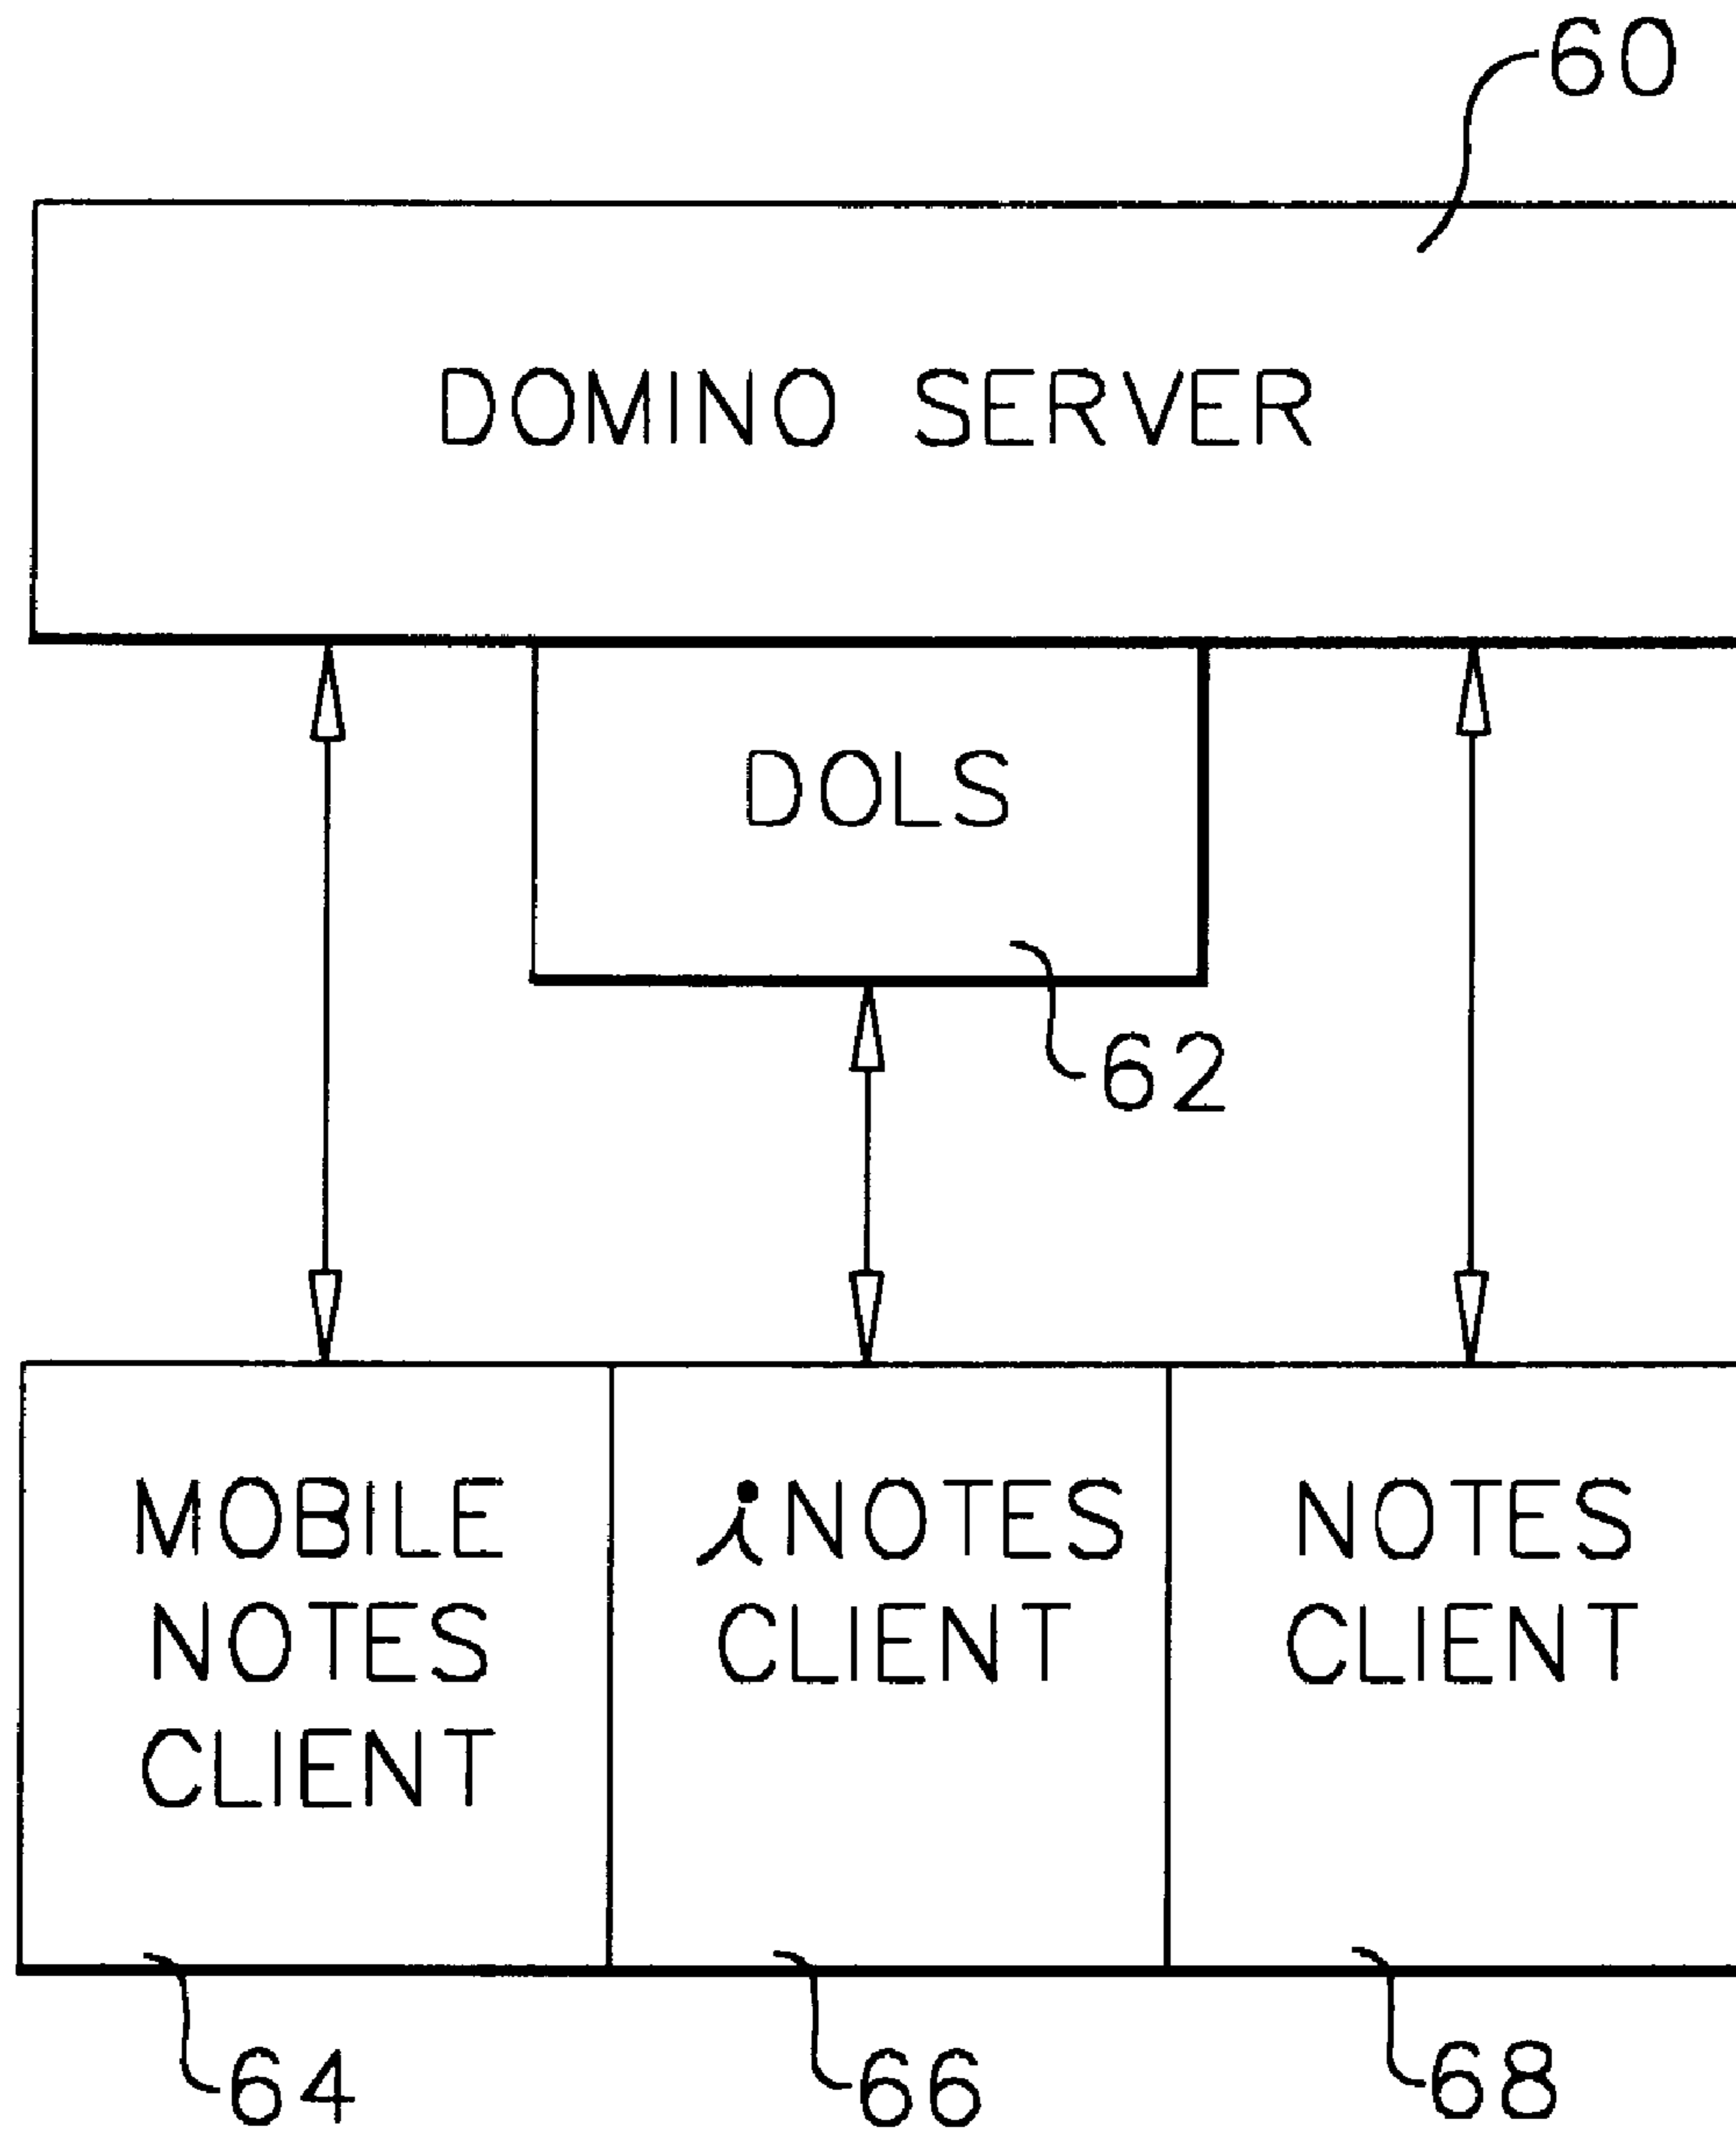 60
DOMINO SERVER
DOLS
62
MOBILE
NOTES
CLIENT
iNOTES
CLIENT
NOTES
CLIENT
64
66
68